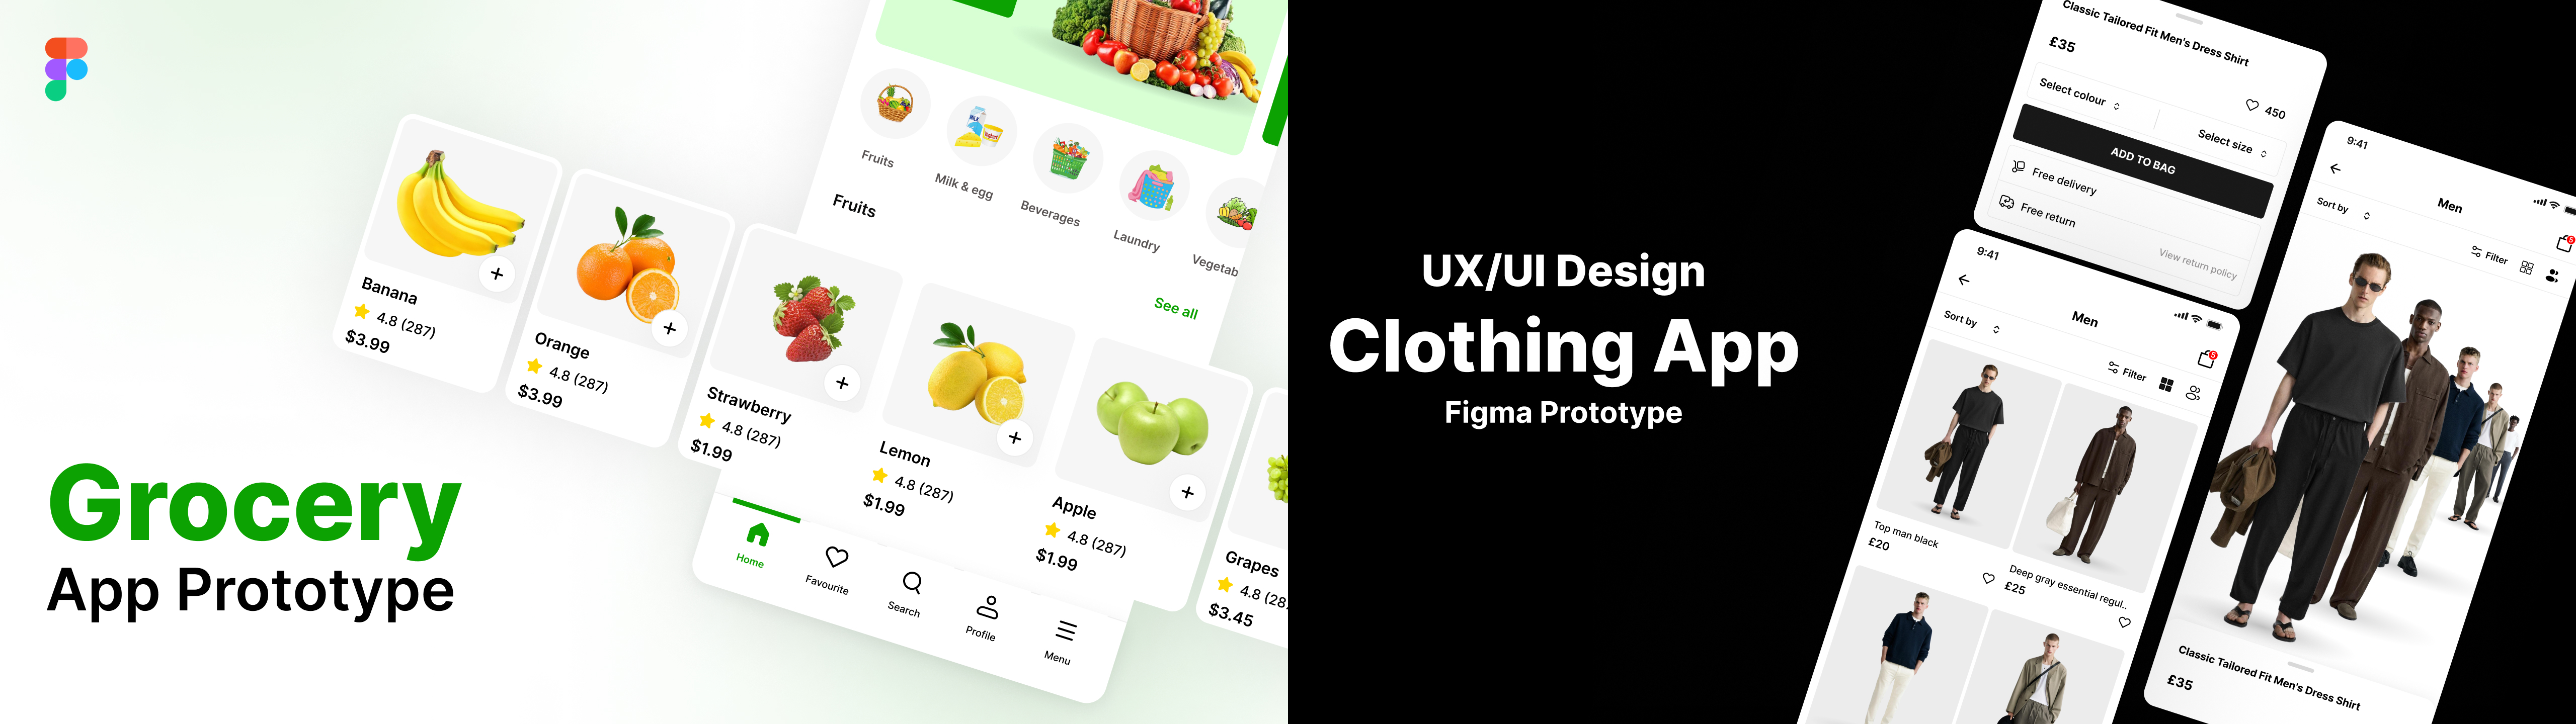 Grocery
App Prototype
Fruits
Milk & egg
Beverages
Laundry
Vegetab
Fruits
See all
Banana
4.8 (287)
$3.99
Orange
4.8 (287)
$3.99
Strawberry
4.8 (287)
$1.99
Lemon
4.8 (287)
$1.99
Apple
4.8 (287)
$1.99
Grapes
4.8 (28
$3.45
Home
Favourite
Search
Profile
Menu
UX/UI Design
Clothing App
Figma Prototype
Classic Tailored Fit Men's Dress Shirt
£35
450
Select colour
Select size
ADD TO BAG
Free delivery
Free return
View return policy
9:41
Men
Sort by
Filter
5
Top man black
£20
Deep gray essential regul..
£25
9:41
Men
Sort by
Filter
5
Classic Tailored Fit Men's Dress Shirt
£35